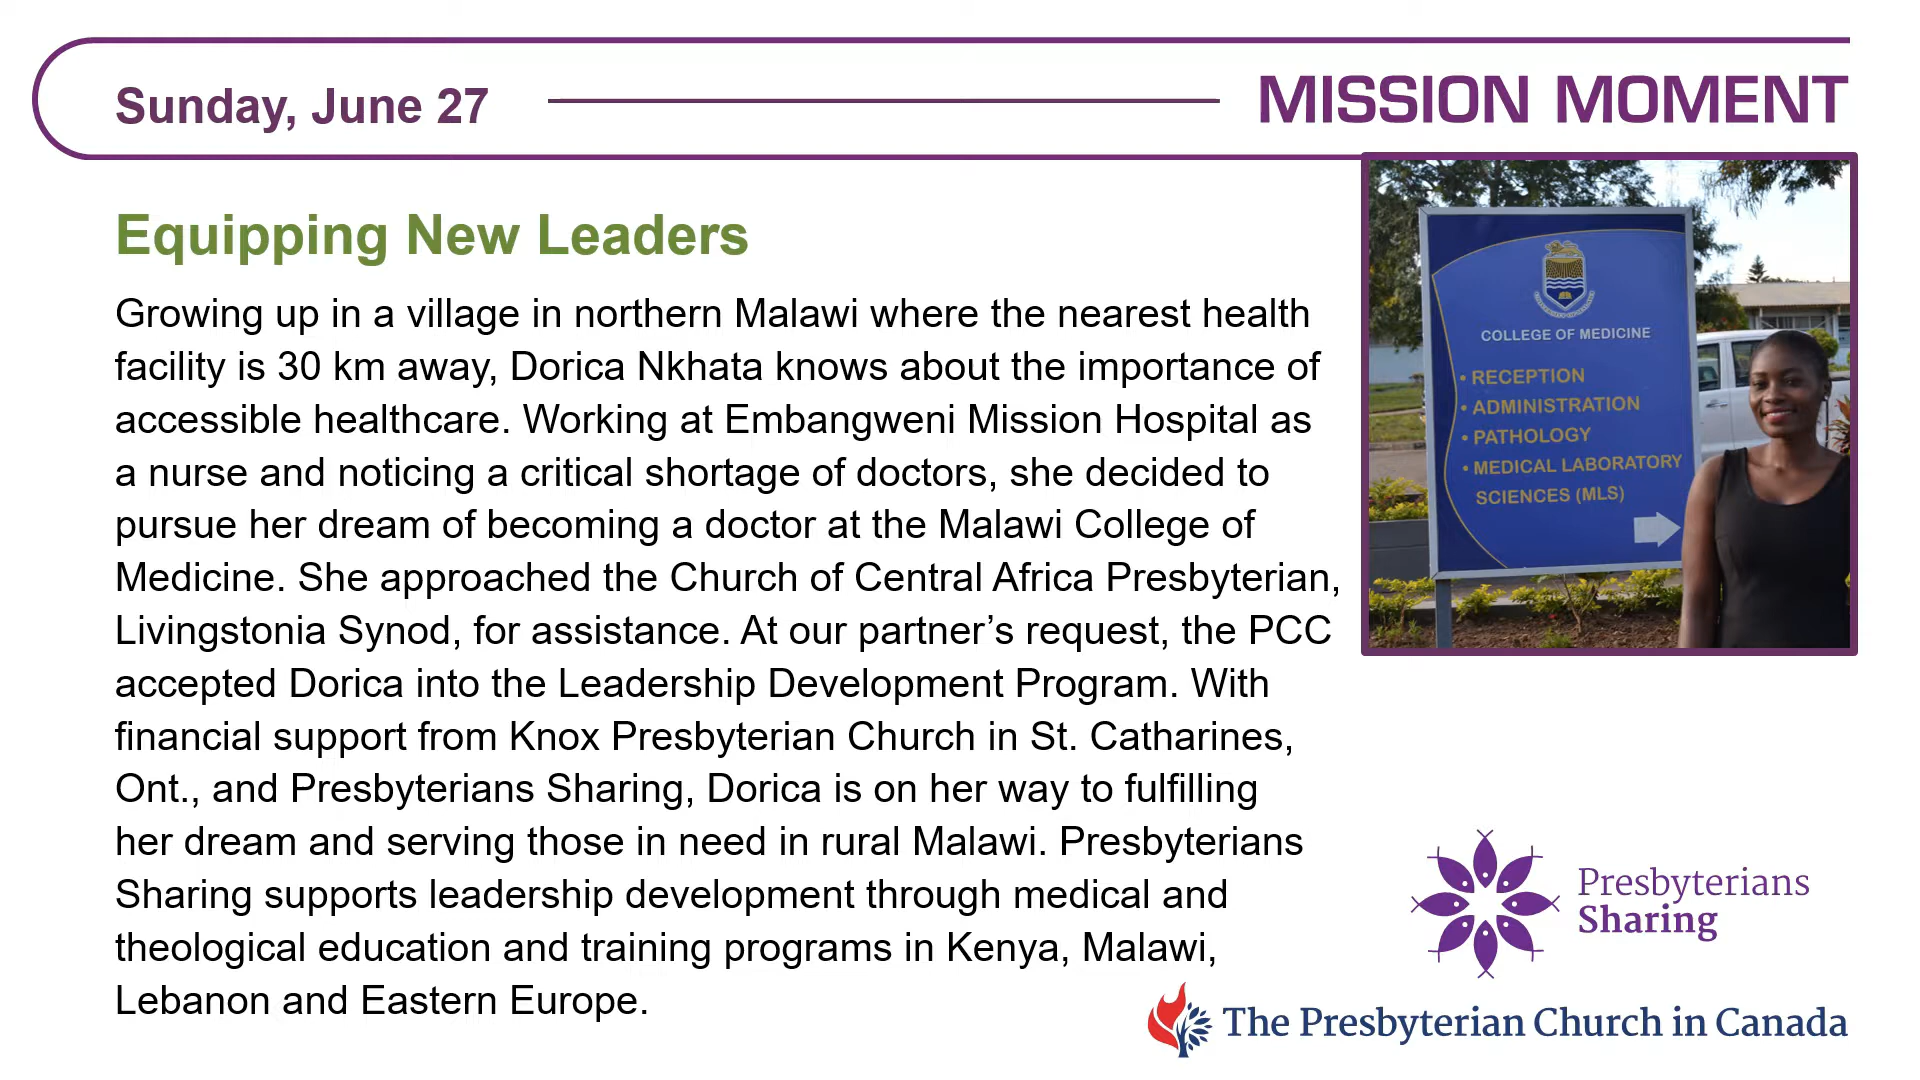 Sunday, June 27
MISSION MOMENT
Equipping New Leaders
Growing up in a village in northern Malawi where the nearest health
facility is 30 km away, Dorica Nkhata knows about the importance of
accessible healthcare. Working at Embangweni Mission Hospital as
a nurse and noticing a critical shortage of doctors, she decided to
pursue her dream of becoming a doctor at the Malawi College of
Medicine. She approached the Church of Central Africa Presbyterian,
Livingstonia Synod, for assistance. At our partner’s request, the PCC
accepted Dorica into the Leadership Development Program. With
financial support from Knox Presbyterian Church in St. Catharines,
Ont., and Presbyterians Sharing, Dorica is on her way to fulfilling
her dream and serving those in need in rural Malawi. Presbyterians
Sharing supports leadership development through medical and
theological education and training programs in Kenya, Malawi,
Lebanon and Eastern Europe.
COLLEGE OF MEDICINE
• RECEPTION
• ADMINISTRATION
• PATHOLOGY
• MEDICAL LABORATORY
SCIENCES (MLS)
Presbyterians
Sharing
The Presbyterian Church in Canada